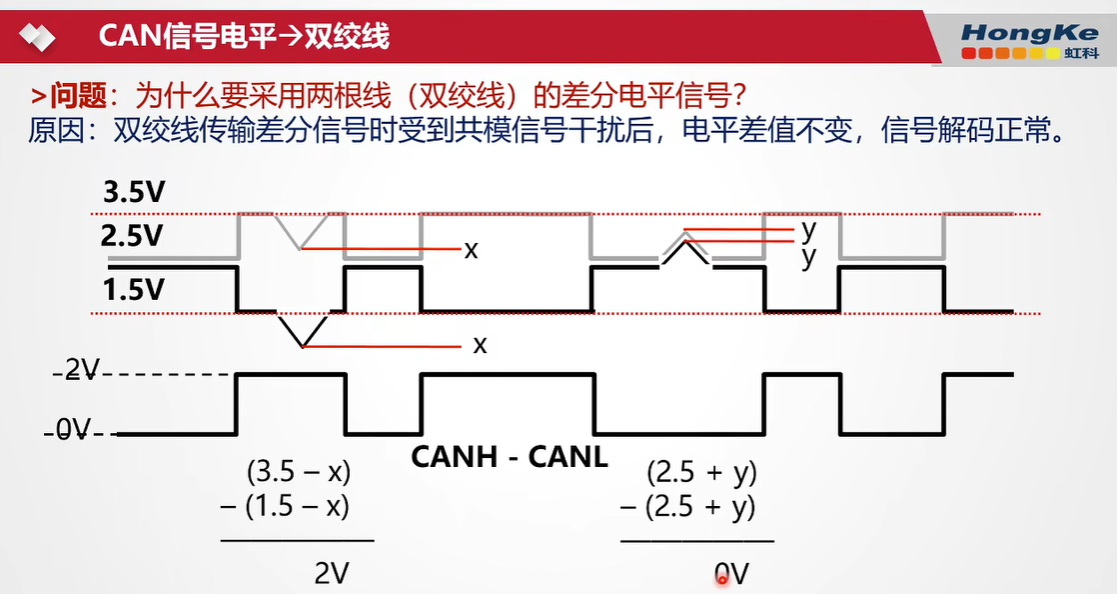 CAN信号电平→双绞线
HongKe
虹科
>问题：为什么要采用两根线（双绞线）的差分电平信号？
原因：双绞线传输差分信号时受到共模信号干扰后，电平差值不变，信号解码正常。
3.5V
2.5V
1.5V
x
y
y
x
2V
0V
CANH - CANL
(3.5 – x)
– (1.5 – x)
2V
(2.5 + y)
– (2.5 + y)
0V